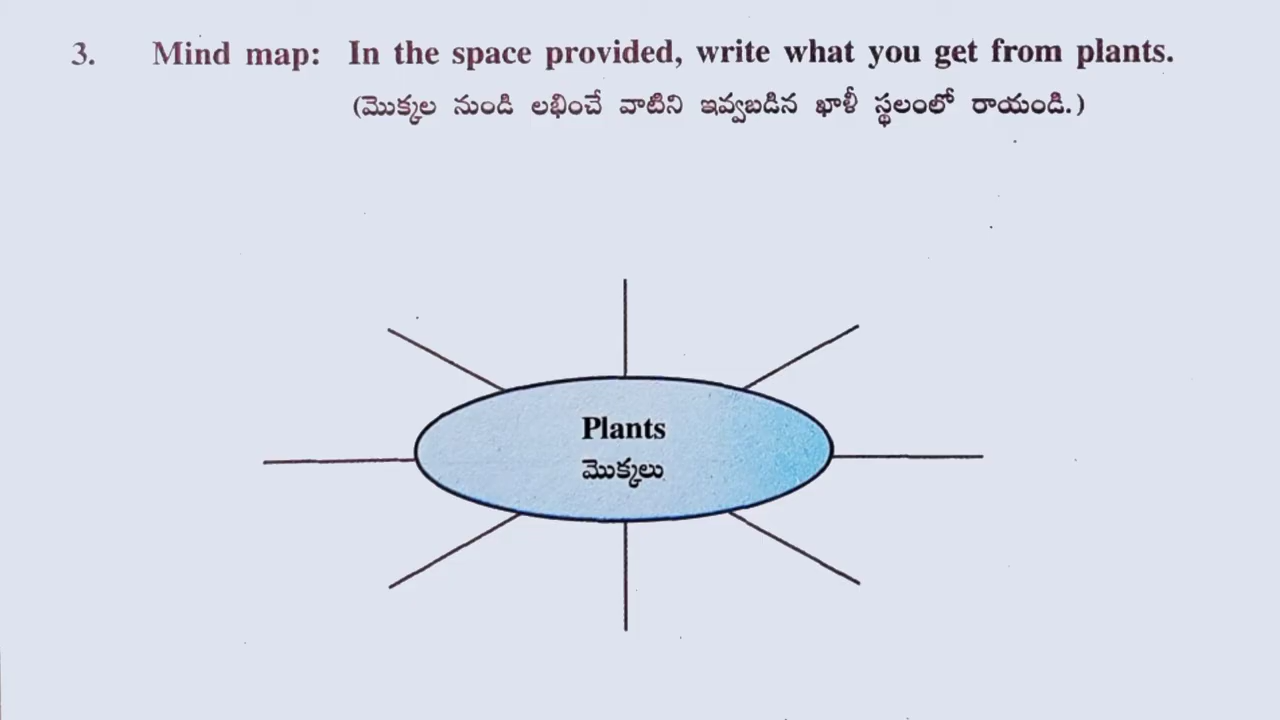 3. Mind map: In the space provided, write what you get from plants.
(మొక్కల నుండి లభించే వాటిని ఇవ్వబడిన ఖాళీ స్థలంలో రాయండి.)
Plants
మొక్కలు